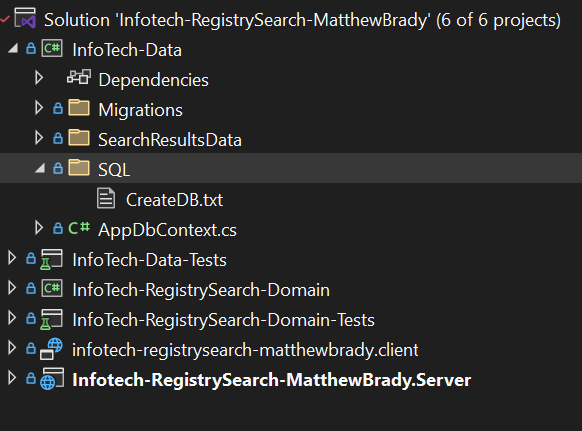 Solution 'Infotech-RegistrySearch-MatthewBrady' (6 of 6 projects)
C# InfoTech-Data
Dependencies
Migrations
SearchResultsData
SQL
CreateDB.txt
C# AppDbContext.cs
InfoTech-Data-Tests
C# InfoTech-RegistrySearch-Domain
InfoTech-RegistrySearch-Domain-Tests
infotech-registrysearch-matthewbrady.client
Infotech-RegistrySearch-MatthewBrady.Server